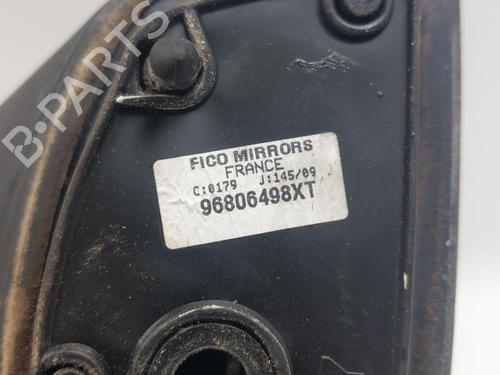 B-PARTS
FICO MIRRORS
FRANCE
C:0179 J:145/09
96806498XT